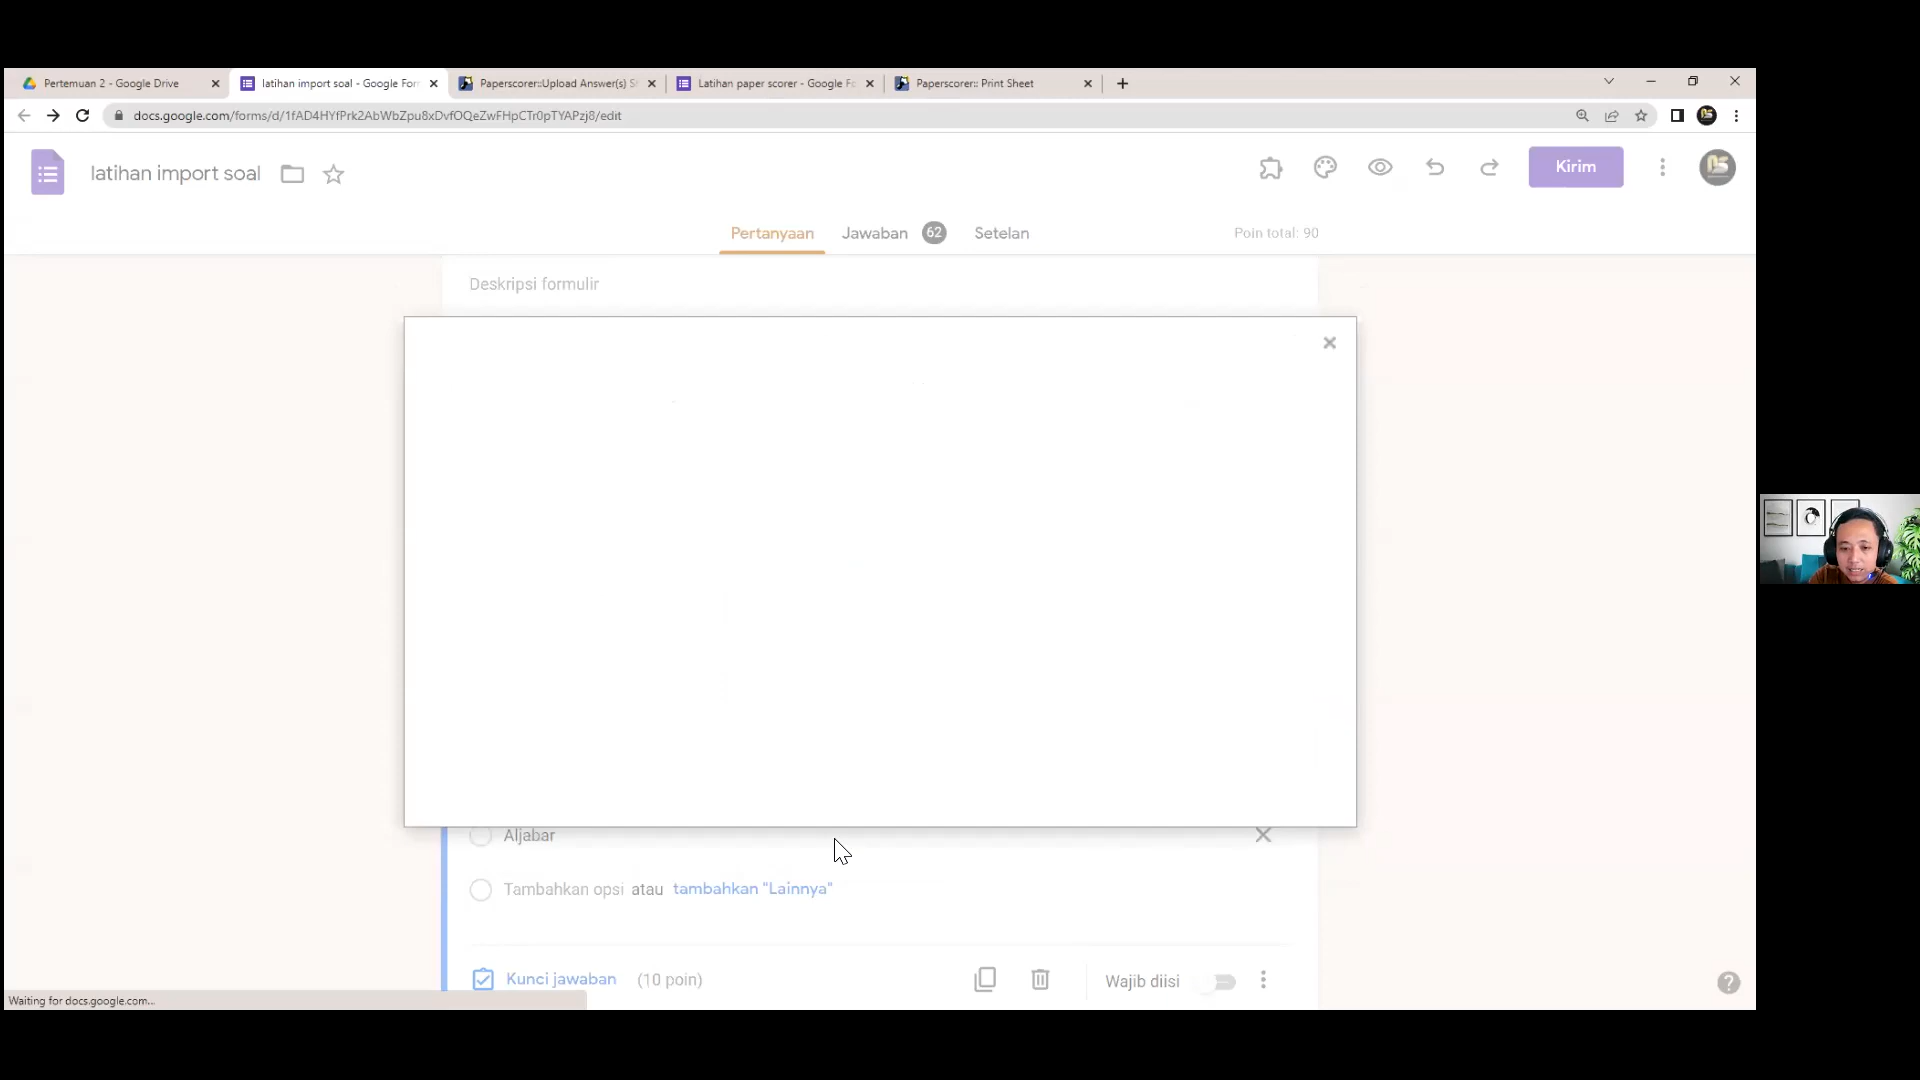 Pertemuan 2 - Google Drive
latihan import soal - Google For
Paperscorer::Upload Answer(s) Sh
Latihan paper scorer - Google Fo
Paperscorer:: Print Sheet
docs.google.com/forms/d/1fAD4HYfPrk2AbWbZpu8xDvfOQeZwFHpCTr0pTYAPzj8/edit
latihan import soal
Kirim
Pertanyaan
Jawaban 62
Setelan
Poin total: 90
Deskripsi formulir
Aljabar
Tambahkan opsi atau tambahkan "Lainnya"
Kunci jawaban (10 poin)
Wajib diisi
Waiting for docs.google.com...